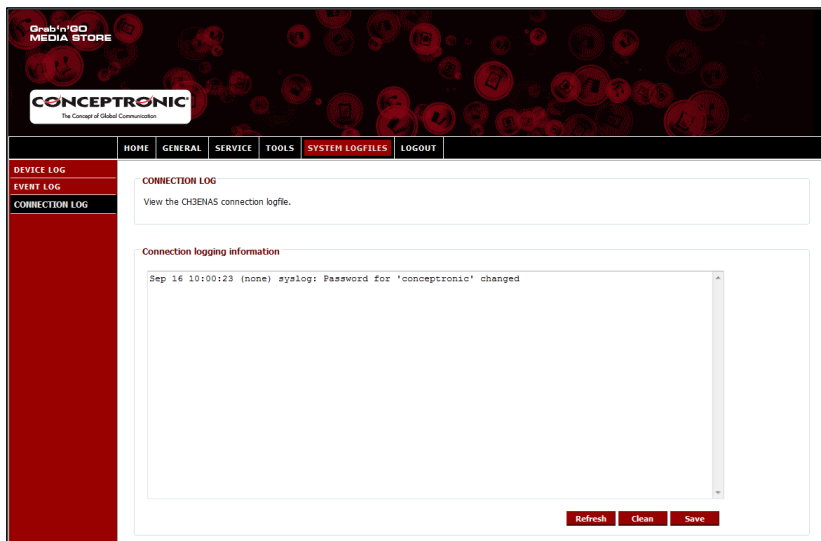 Grab'n'GO
MEDIA STORE
CONCEPTRONIC
The Concept of Global Communication
HOME GENERAL SERVICE TOOLS SYSTEM LOGFILES LOGOUT
DEVICE LOG
EVENT LOG
CONNECTION LOG
CONNECTION LOG
View the CH3ENAS connection logfile.
Connection logging information
Sep 16 10:00:23 (none) syslog: Password for 'conceptronic' changed
Refresh Clean Save